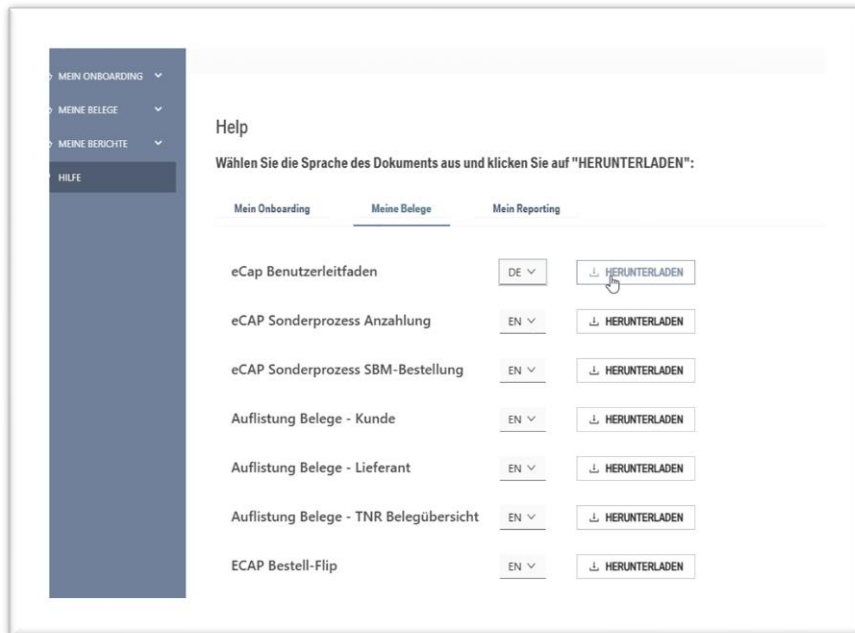 MEIN ONBOARDING
MEINE BELEGE
MEINE BERICHTE
HILFE
Help
Wählen Sie die Sprache des Dokuments aus und klicken Sie auf "HERUNTERLADEN":
Mein Onboarding Meine Belege Mein Reporting
eCap Benutzerleitfaden DE HERUNTERLADEN
eCAP Sonderprozess Anzahlung EN HERUNTERLADEN
eCAP Sonderprozess SBM-Bestellung EN HERUNTERLADEN
Auflistung Belege - Kunde EN HERUNTERLADEN
Auflistung Belege - Lieferant EN HERUNTERLADEN
Auflistung Belege - TNR Belegübersicht EN HERUNTERLADEN
ECAP Bestell-Flip EN HERUNTERLADEN